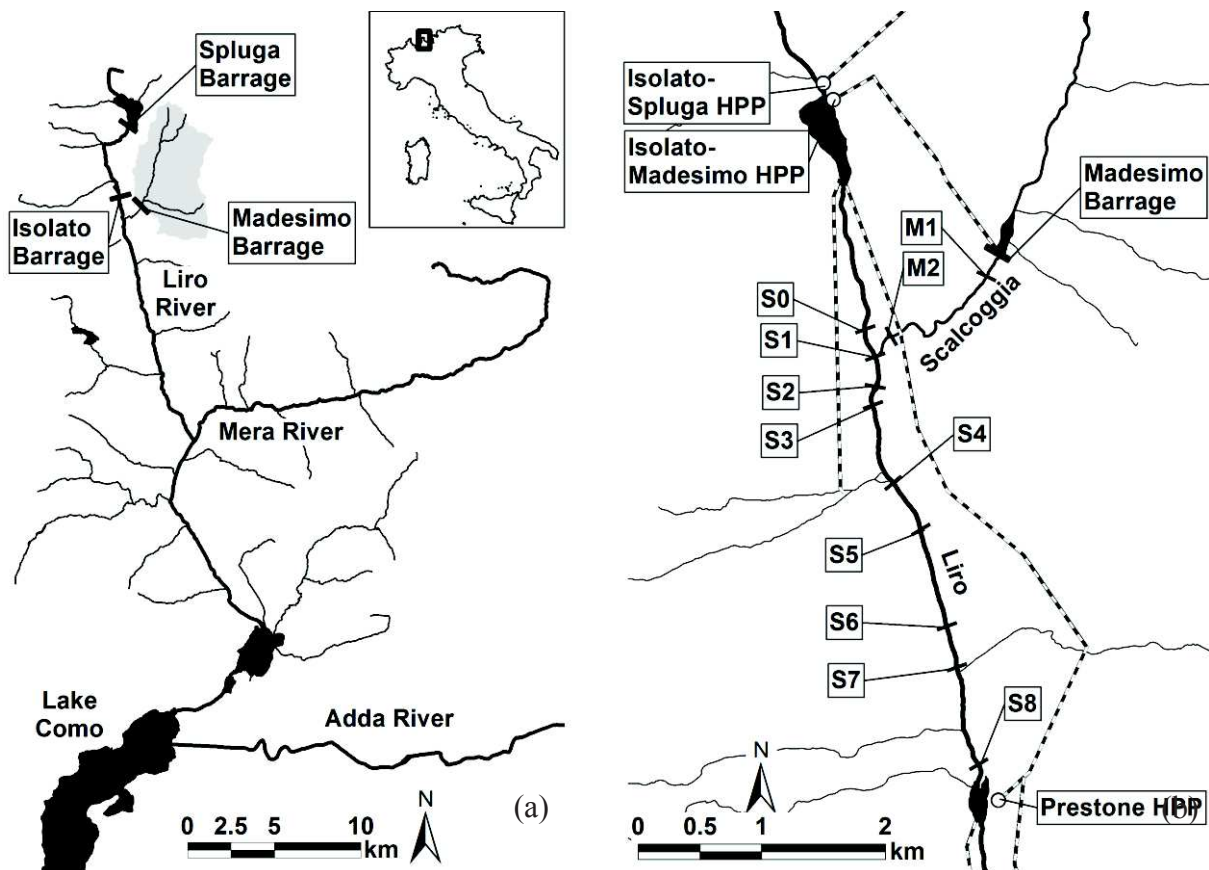 Spluga
Barrage
Isolato
Barrage
Madesimo
Barrage
Liro
River
Mera River
Lake
Como
Adda River
N
0 2.5 5 10
km
(a)
Isolato-
Spluga HPP
Isolato-
Madesimo HPP
Madesimo
Barrage
M1
M2
Scalcoggia
S0
S1
S2
S3
S4
S5
Liro
S6
S7
S8
N
Prestone HPP
(b)
0 0.5 1 2
km